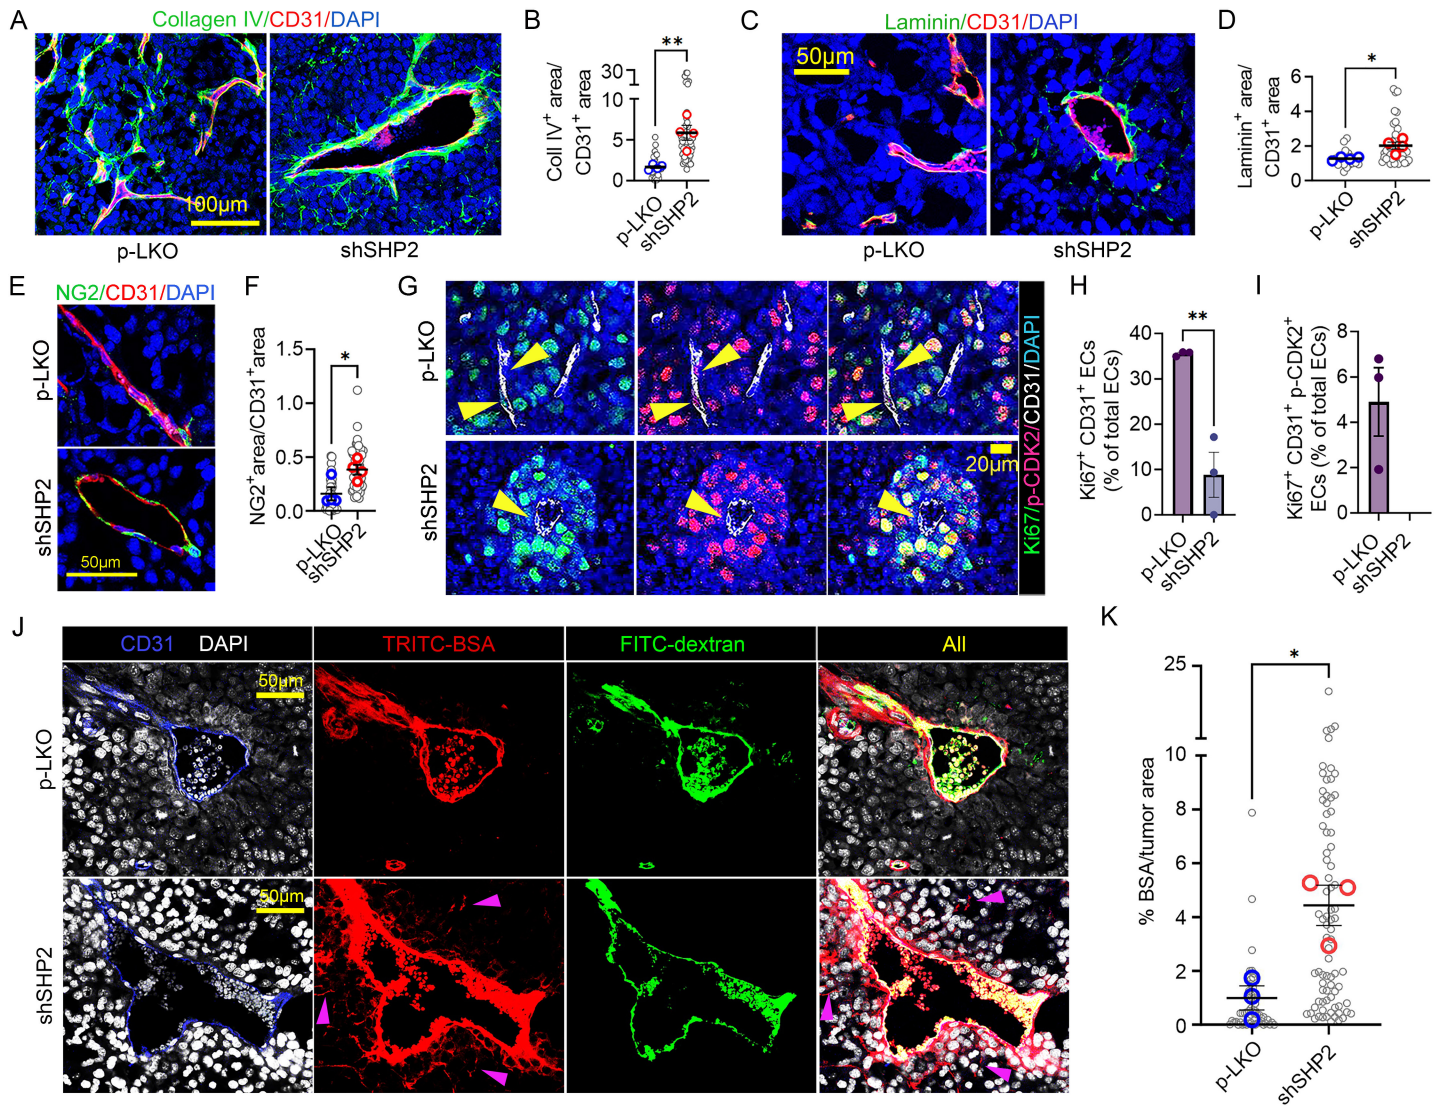 A
Collagen IV/CD31/DAPI
100µm
p-LKO
shSHP2
B
**
Coll IV+ area/
CD31+ area
30
10
5
0
p-LKO
shSHP2
C
Laminin/CD31/DAPI
50µm
p-LKO
shSHP2
D
*
Laminin+ area/
CD31+ area
6
4
2
0
p-LKO
shSHP2
E
NG2/CD31/DAPI
p-LKO
shSHP2
50µm
F
*
NG2+ area/CD31+ area
1.5
1.0
0.5
0.0
p-LKO
shSHP2
G
p-LKO
shSHP2
20µm
Ki67/p-CDK2/CD31/DAPI
H
**
Ki67+ CD31+ ECs
(% of total ECs)
40
30
20
10
0
p-LKO
shSHP2
I
Ki67+ CD31+ p-CDK2+
ECs (% of total ECs)
8
6
4
2
0
p-LKO
shSHP2
J
CD31 DAPI
TRITC-BSA
FITC-dextran
All
p-LKO
50µm
shSHP2
50µm
K
*
% BSA/tumor area
25
10
8
6
4
2
0
p-LKO
shSHP2